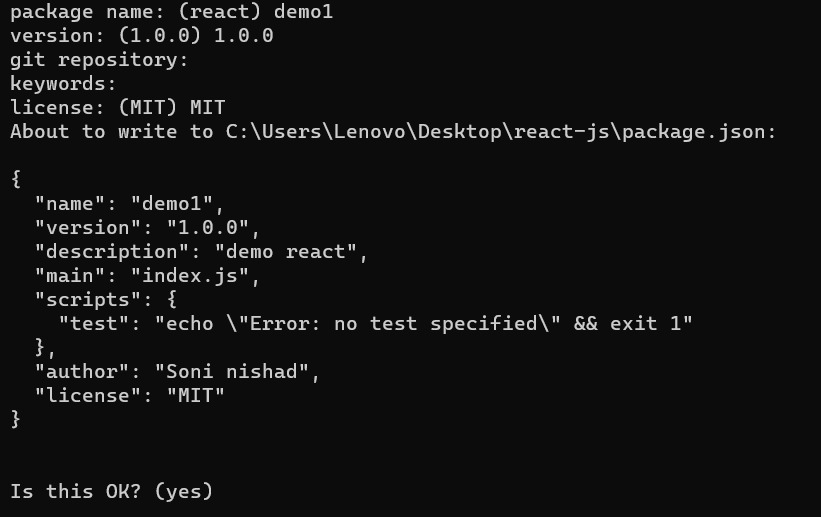 package name: (react) demo1
version: (1.0.0) 1.0.0
git repository:
keywords:
license: (MIT) MIT
About to write to C:\Users\Lenovo\Desktop\react-js\package.json:

{
  "name": "demo1",
  "version": "1.0.0",
  "description": "demo react",
  "main": "index.js",
  "scripts": {
    "test": "echo \"Error: no test specified\" && exit 1"
  },
  "author": "Soni nishad",
  "license": "MIT"
}

Is this OK? (yes)